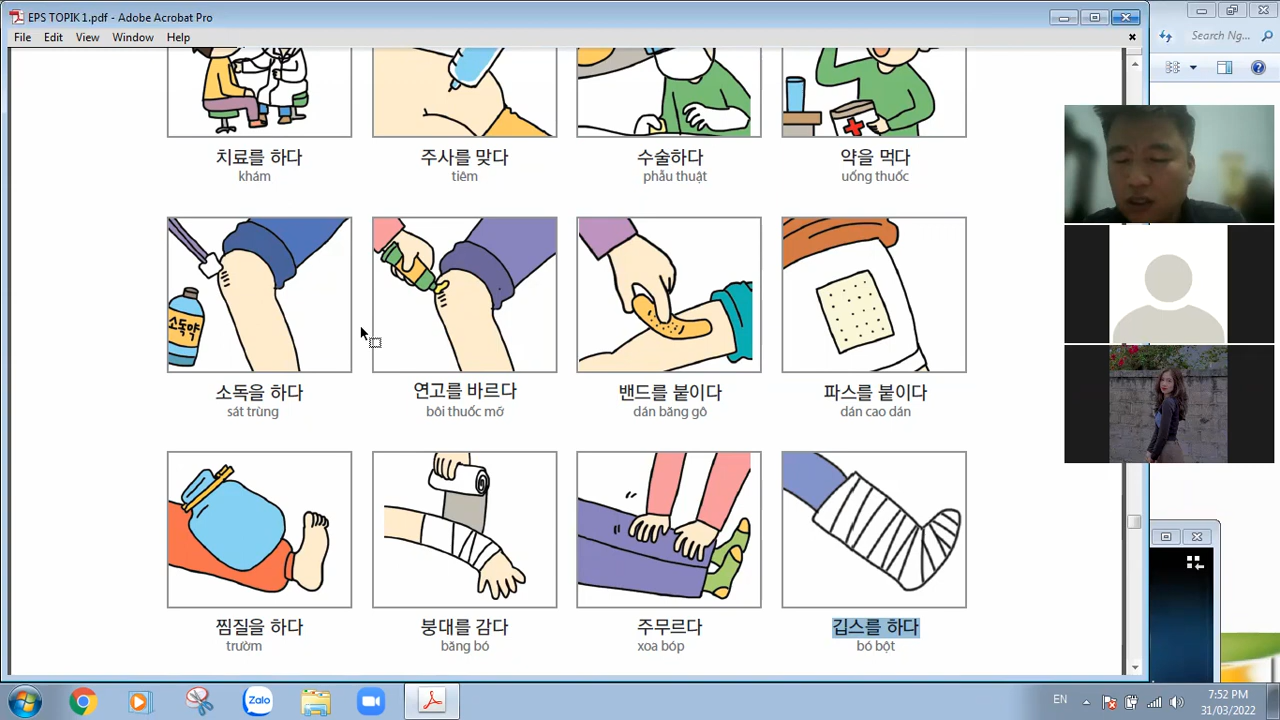 EPS TOPIK 1.pdf - Adobe Acrobat Pro
File Edit View Window Help
Search Ng...
치료를 하다 주사를 맞다 수술하다 약을 먹다
khám tiêm phẫu thuật uống thuốc
소독약
소독을 하다 연고를 바르다 밴드를 붙이다 파스를 붙이다
sát trùng bôi thuốc mỡ dán băng gô dán cao dán
찜질을 하다 붕대를 감다 주무르다 깁스를 하다
trườm băng bó xoa bóp bó bột
Zalo
EN
7:52 PM
31/03/2022